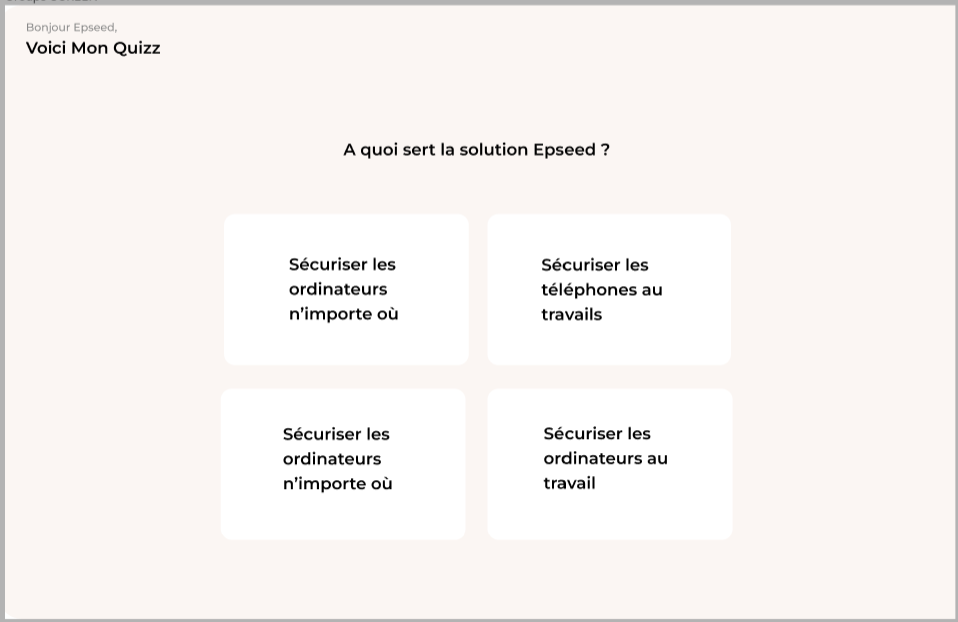 Bonjour Epseed,
Voici Mon Quizz
A quoi sert la solution Epseed ?
Sécuriser les
ordinateurs
n'importe où
Sécuriser les
téléphones au
travails
Sécuriser les
ordinateurs
n'importe où
Sécuriser les
ordinateurs au
travail